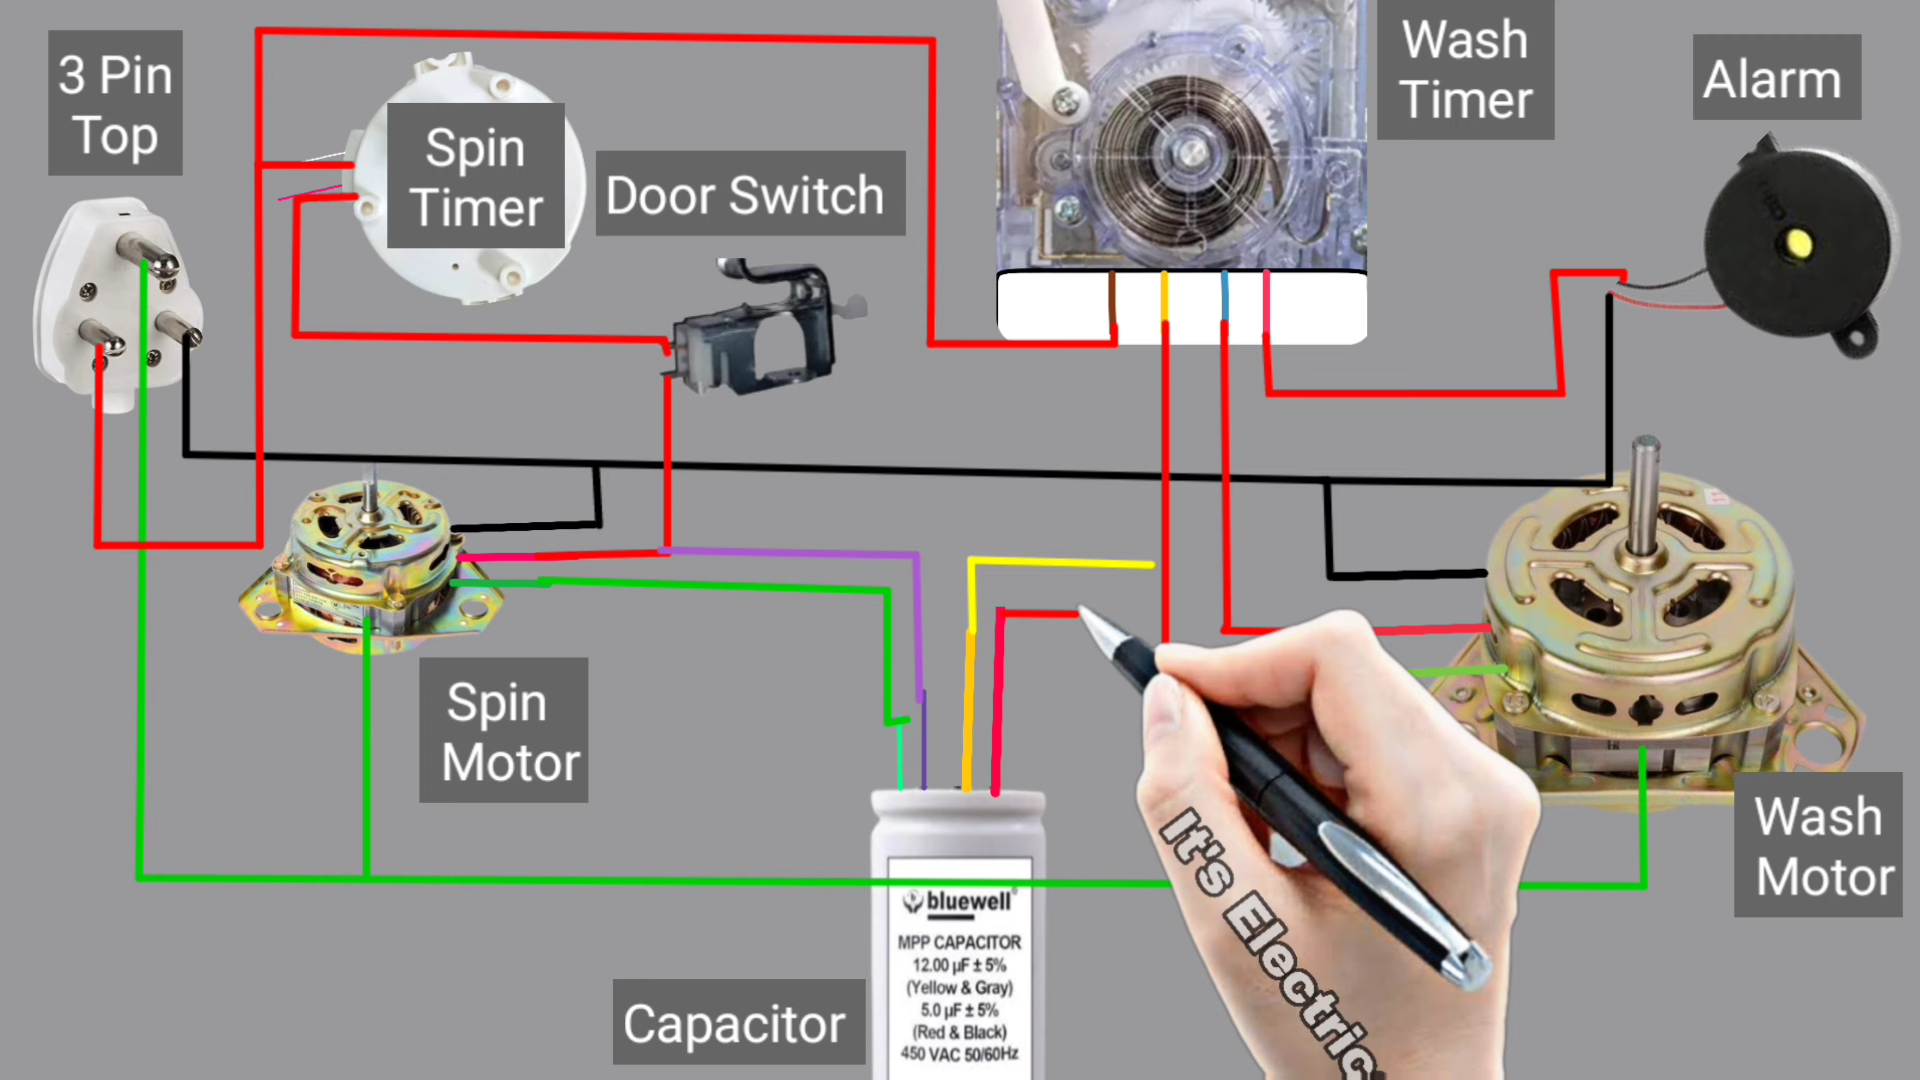 3 Pin
Top
Spin
Timer
Door Switch
Wash
Timer
Alarm
Spin
Motor
Wash
Motor
Capacitor
bluewell
MPP CAPACITOR
12.00 µF ± 5%
(Yellow & Gray)
5.0 µF ± 5%
(Red & Black)
450 VAC 50/60Hz
It's Electric